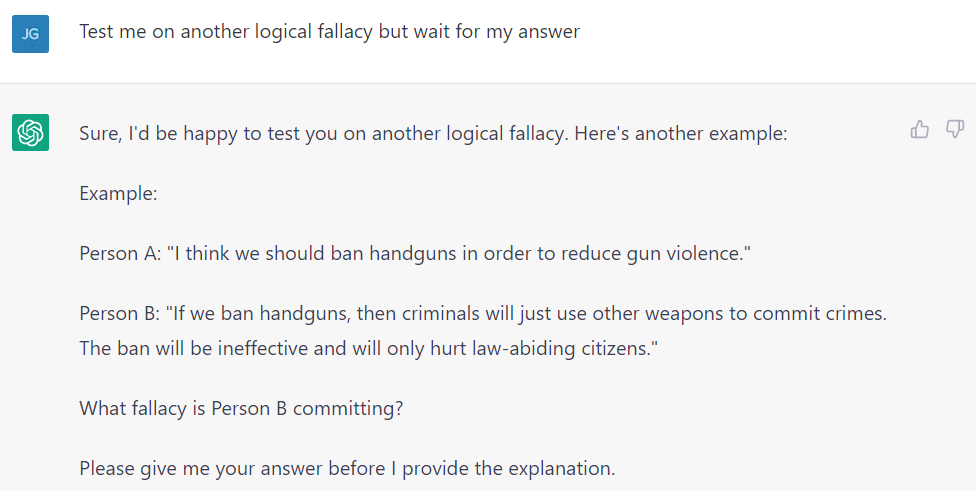 JG
Test me on another logical fallacy but wait for my answer
Sure, I'd be happy to test you on another logical fallacy. Here's another example:
Example:
Person A: "I think we should ban handguns in order to reduce gun violence."
Person B: "If we ban handguns, then criminals will just use other weapons to commit crimes.
The ban will be ineffective and will only hurt law-abiding citizens."
What fallacy is Person B committing?
Please give me your answer before I provide the explanation.